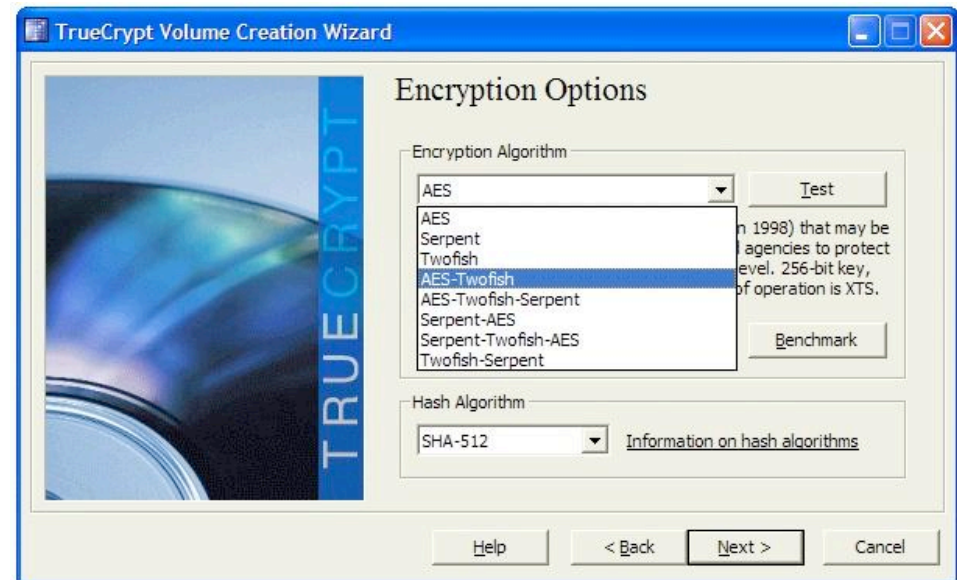 TrueCrypt Volume Creation Wizard
TRUECRYPT
Encryption Options
Encryption Algorithm
AES
Test
AES
Serpent
Twofish
AES-Twofish
AES-Twofish-Serpent
Serpent-AES
Serpent-Twofish-AES
Twofish-Serpent
1998) that may be
agencies to protect
256-bit key,
of operation is XTS.
Benchmark
Hash Algorithm
SHA-512
Information on hash algorithms
Help
< Back
Next >
Cancel